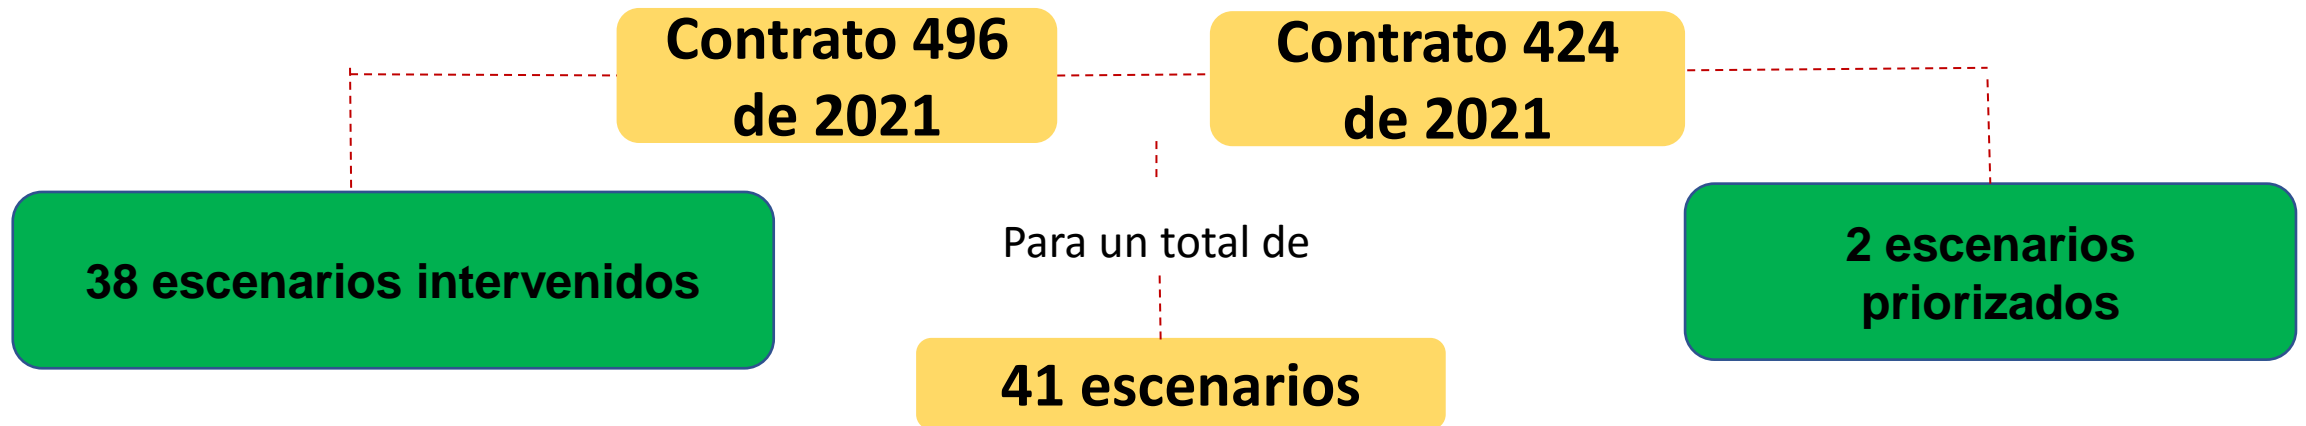 Contrato 496
de 2021
Contrato 424
de 2021
38 escenarios intervenidos
Para un total de
2 escenarios
priorizados
41 escenarios